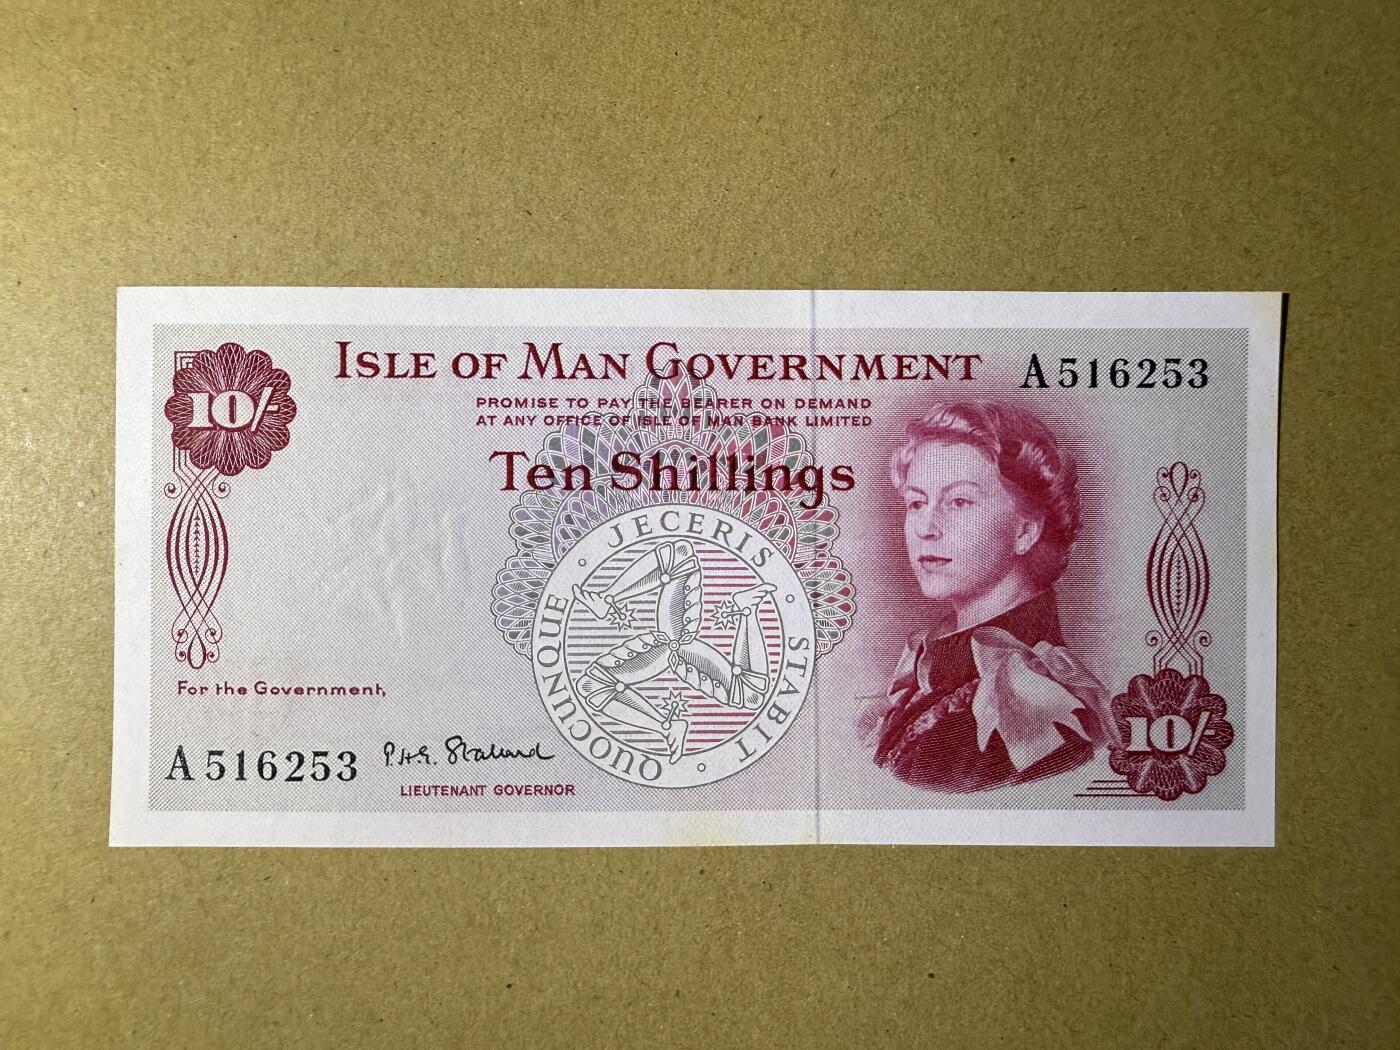 ISLE OF MAN GOVERNMENT
A516253
PROMISE TO PAY THE BEARER ON DEMAND
AT ANY OFFICE OF ISLE OF MAN BANK LIMITED
10/-
Ten Shillings
QUOCUNQUE JECERIS STABIT
For the Government,
A516253
P.H.G. Stallard
LIEUTENANT GOVERNOR
10/-